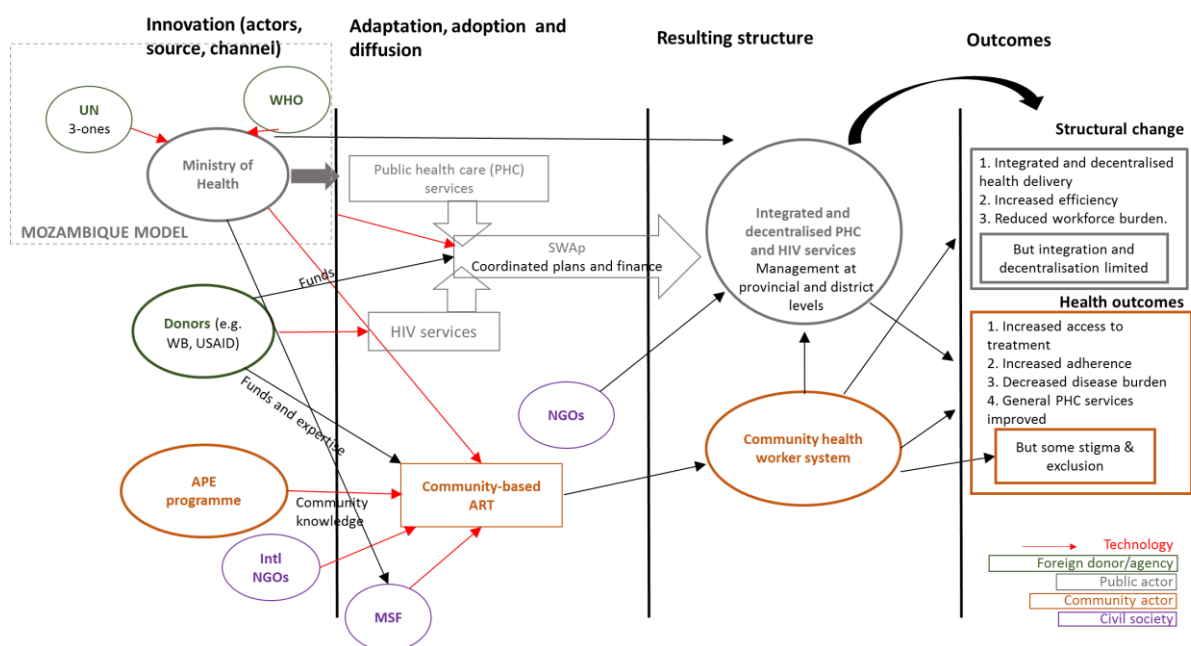 Innovation (actors,
source, channel)
Adaptation, adoption and
diffusion
Resulting structure
Outcomes
UN
3-ones
WHO
Ministry of
Health
MOZAMBIQUE MODEL
Public health care (PHC)
services
SWAp
Coordinated plans and finance
Funds
Donors (e.g.
WB, USAID)
HIV services
Funds and expertise
APE
programme
Community
knowledge
Community-based
ART
Intl
NGOs
MSF
NGOs
Integrated and
decentralised PHC
and HIV services
Management at
provincial and district
levels
Community health
worker system
Structural change
1. Integrated and decentralised
health delivery
2. Increased efficiency
3. Reduced workforce burden.
But integration and
decentralisation limited
Health outcomes
1. Increased access to
treatment
2. Increased adherence
3. Decreased disease burden
4. General PHC services
improved
But some stigma &
exclusion
Technology
Foreign donor/agency
Public actor
Community actor
Civil society